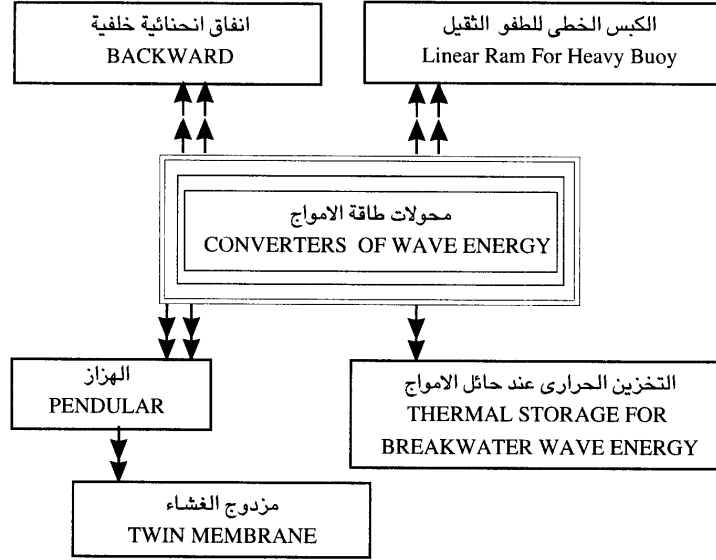 انفاق انحنائية خلفية
BACKWARD
الكبس الخطى للطفو الثقيل
Linear Ram For Heavy Buoy
محولات طاقة الامواج
CONVERTERS OF WAVE ENERGY
الهزاز
PENDULAR
التخزين الحرارى عند حائل الامواج
THERMAL STORAGE FOR
BREAKWATER WAVE ENERGY
مزدوج الغشاء
TWIN MEMBRANE